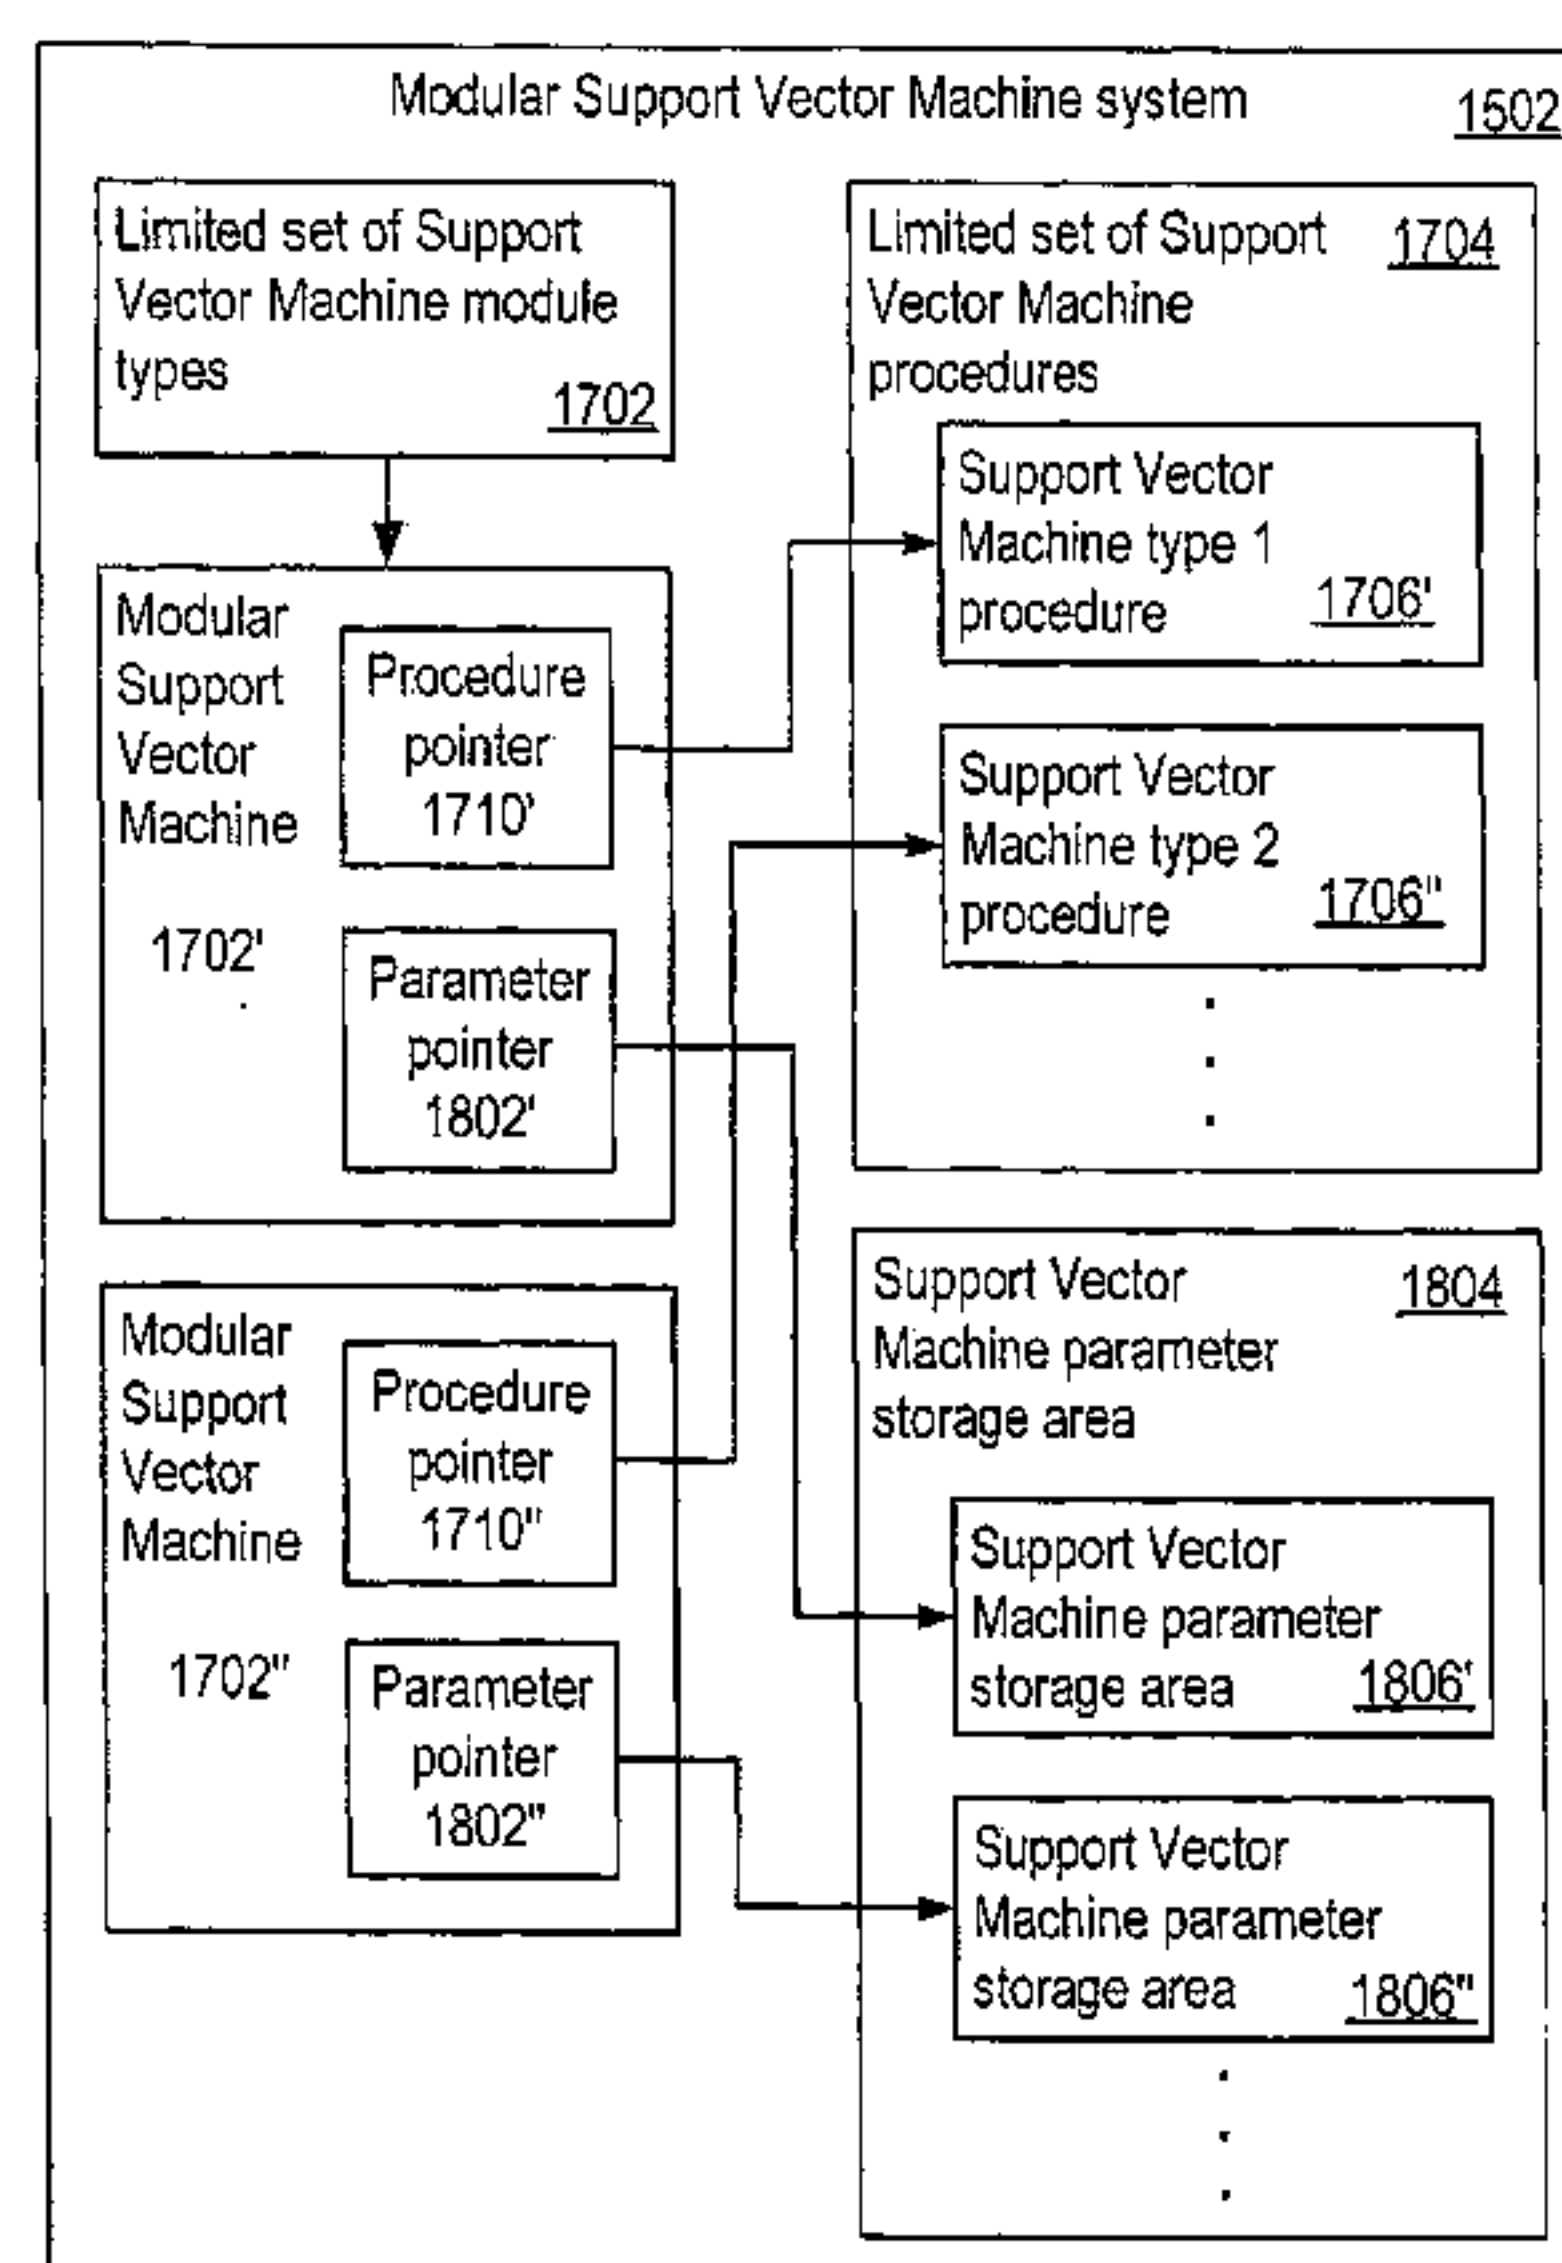 Modular Support Vector Machine system
1502
Limited set of Support
Vector Machine module
types
1702
Limited set of Support
1704
Vector Machine
procedures
Support Vector
Machine type 1
procedure
1706'
Support Vector
Machine type 2
procedure
1706"
Modular
Support
Vector
Machine
1702'
Procedure
pointer
1710'
Parameter
pointer
1802'
Modular
Support
Vector
Machine
1702"
Procedure
pointer
1710"
Parameter
pointer
1802"
Support Vector
1804
Machine parameter
storage area
Support Vector
Machine parameter
storage area
1806'
Support Vector
Machine parameter
storage area
1806"